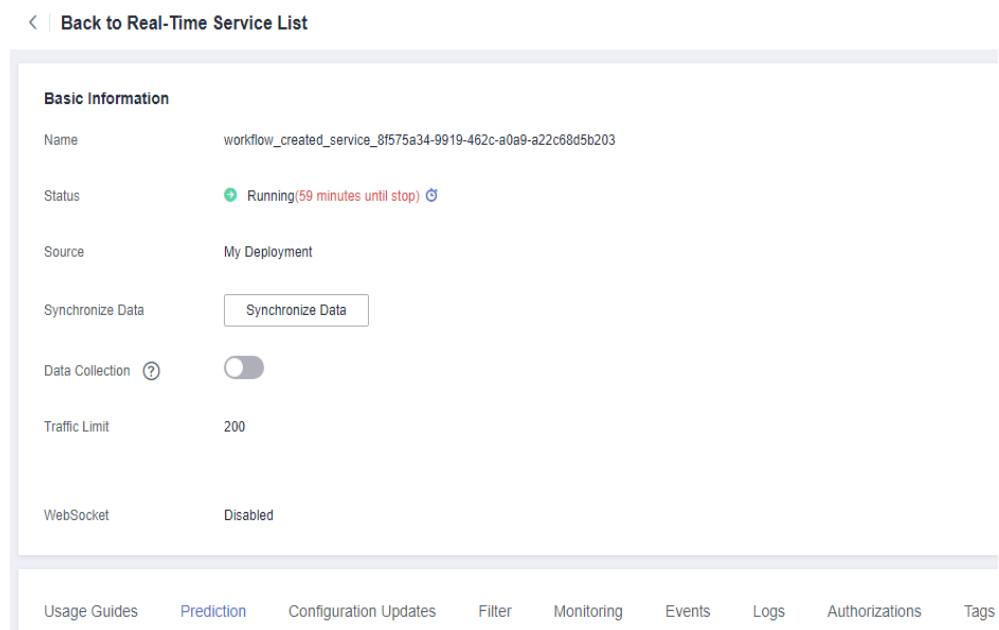 Back to Real-Time Service List
Basic Information
Name workflow_created_service_8f575a34-9919-462c-a0a9-a22c68d5b203
Status Running(59 minutes until stop)
Source My Deployment
Synchronize Data Synchronize Data
Data Collection ?
Traffic Limit 200
WebSocket Disabled
Usage Guides Prediction Configuration Updates Filter Monitoring Events Logs Authorizations Tags